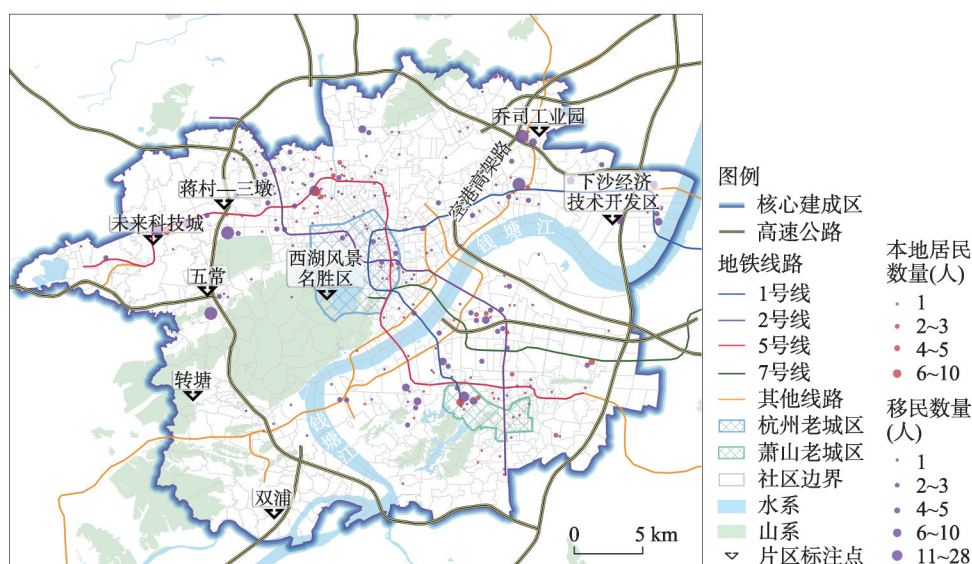 乔司工业园
空港高架路
蒋村—三墩
下沙经济
技术开发区
未来科技城
钱塘江
西湖风景
名胜区
五常
转塘
钱塘江
双浦
0 5 km
图例
核心建成区
高速公路
地铁线路
1号线
2号线
5号线
7号线
其他线路
杭州老城区
萧山老城区
社区边界
水系
山系
片区标注点
本地居民
数量(人)
1
2~3
4~5
6~10
移民数量
(人)
1
2~3
4~5
6~10
11~28